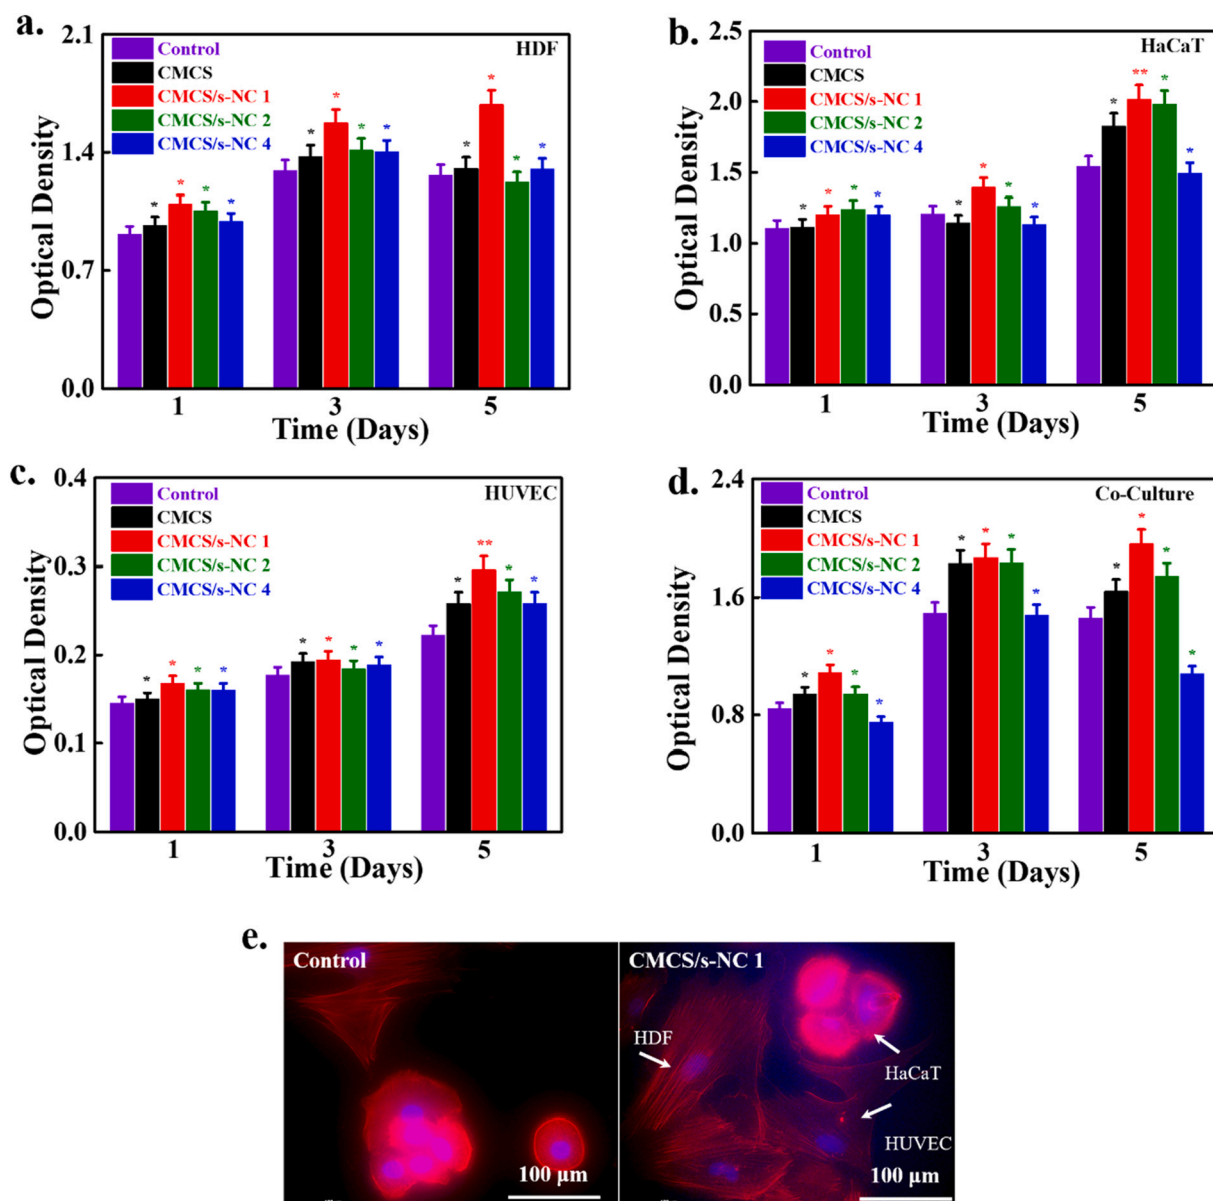 a.
2.1
1.4
0.7
0.0
Optical Density
HDF
Control
CMCS
CMCS/s-NC 1
CMCS/s-NC 2
CMCS/s-NC 4
* * * *
* * * *
* * * *
1 3 5
Time (Days)
b.
2.5
2.0
1.5
1.0
0.5
0.0
Optical Density
HaCaT
Control
CMCS
CMCS/s-NC 1
CMCS/s-NC 2
CMCS/s-NC 4
* * * *
* * * *
* ** * *
1 3 5
Time (Days)
c.
0.4
0.3
0.2
0.1
0.0
Optical Density
HUVEC
Control
CMCS
CMCS/s-NC 1
CMCS/s-NC 2
CMCS/s-NC 4
* * * *
* * * *
* ** * *
1 3 5
Time (Days)
d.
2.4
1.6
0.8
0.0
Optical Density
Co-Culture
Control
CMCS
CMCS/s-NC 1
CMCS/s-NC 2
CMCS/s-NC 4
* * * *
* * * *
* * * *
1 3 5
Time (Days)
e.
Control
100 μm
CMCS/s-NC 1
HDF
HaCaT
HUVEC
100 μm